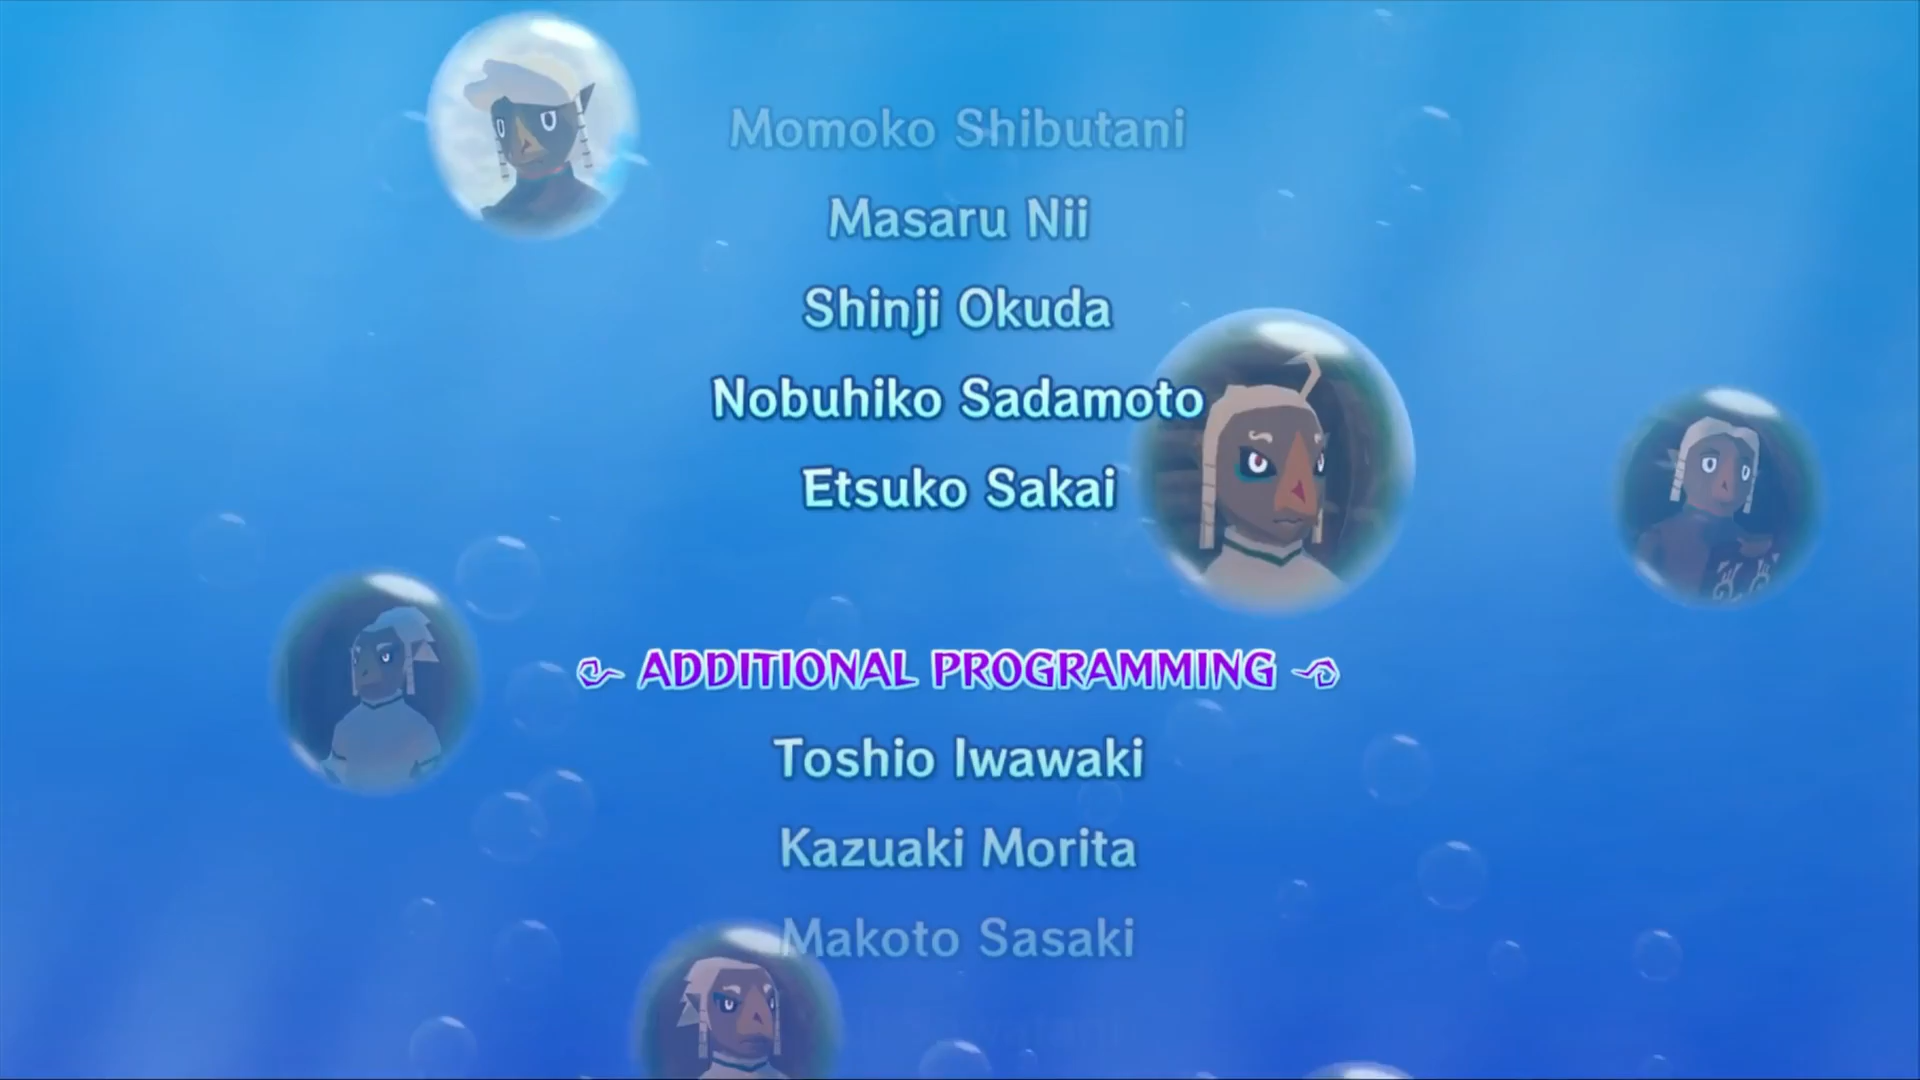 Momoko Shibutani
Masaru Nii
Shinji Okuda
Nobuhiko Sadamoto
Etsuko Sakai
ADDITIONAL PROGRAMMING
Toshio Iwawaki
Kazuaki Morita
Makoto Sasaki